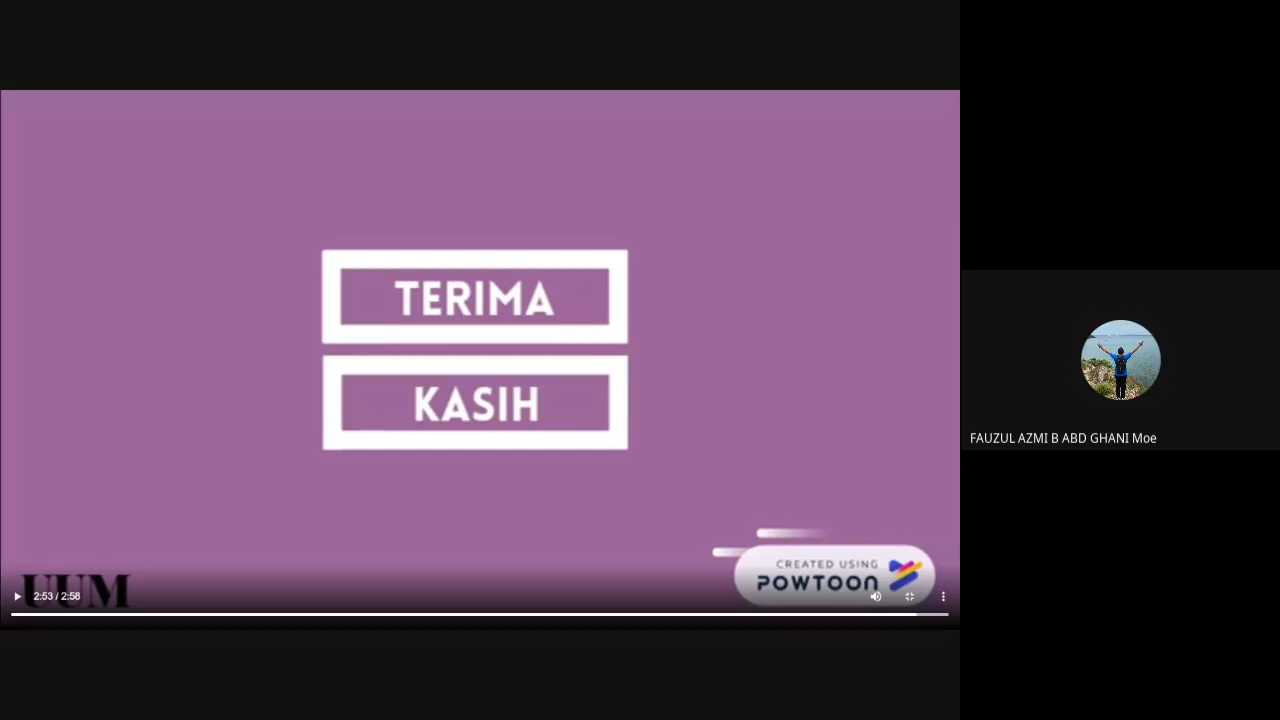 TERIMA
KASIH
CREATED USING
POWTOON
UUM
2:53 / 2:58
FAUZUL AZMI B ABD GHANI Moe